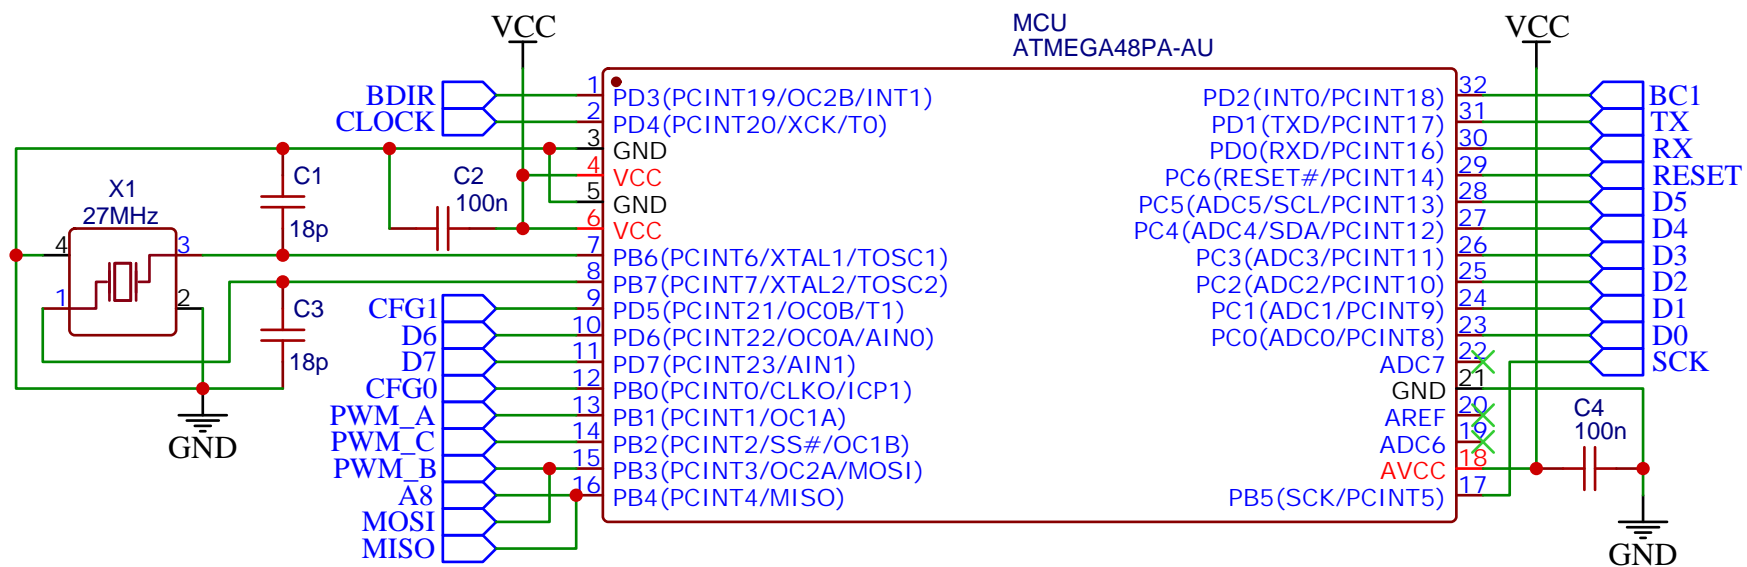 VCC
MCU
ATMEGA48PA-AU
VCC
BDIR 1 PD3(PCINT19/OC2B/INT1)
CLOCK 2 PD4(PCINT20/XCK/T0)
3 GND
4 VCC
5 GND
6 VCC
7 PB6(PCINT6/XTAL1/TOSC1)
8 PB7(PCINT7/XTAL2/TOSC2)
CFG1 9 PD5(PCINT21/OC0B/T1)
D6 10 PD6(PCINT22/OC0A/AIN0)
D7 11 PD7(PCINT23/AIN1)
CFG0 12 PB0(PCINT0/CLKO/ICP1)
PWM_A 13 PB1(PCINT1/OC1A)
PWM_C 14 PB2(PCINT2/SS#/OC1B)
PWM_B 15 PB3(PCINT3/OC2A/MOSI)
A8 16 PB4(PCINT4/MISO)
MOSI
MISO
PD2(INT0/PCINT18) 32 BC1
PD1(TXD/PCINT17) 31 TX
PD0(RXD/PCINT16) 30 RX
PC6(RESET#/PCINT14) 29 RESET
PC5(ADC5/SCL/PCINT13) 28 D5
PC4(ADC4/SDA/PCINT12) 27 D4
PC3(ADC3/PCINT11) 26 D3
PC2(ADC2/PCINT10) 25 D2
PC1(ADC1/PCINT9) 24 D1
PC0(ADC0/PCINT8) 23 D0
ADC7 22 SCK
GND 21
AREF 20
ADC6 19
AVCC 18
PB5(SCK/PCINT5) 17
X1
27MHz
4 3
1 2
C1
18p
C2
100n
C3
18p
GND
C4
100n
GND